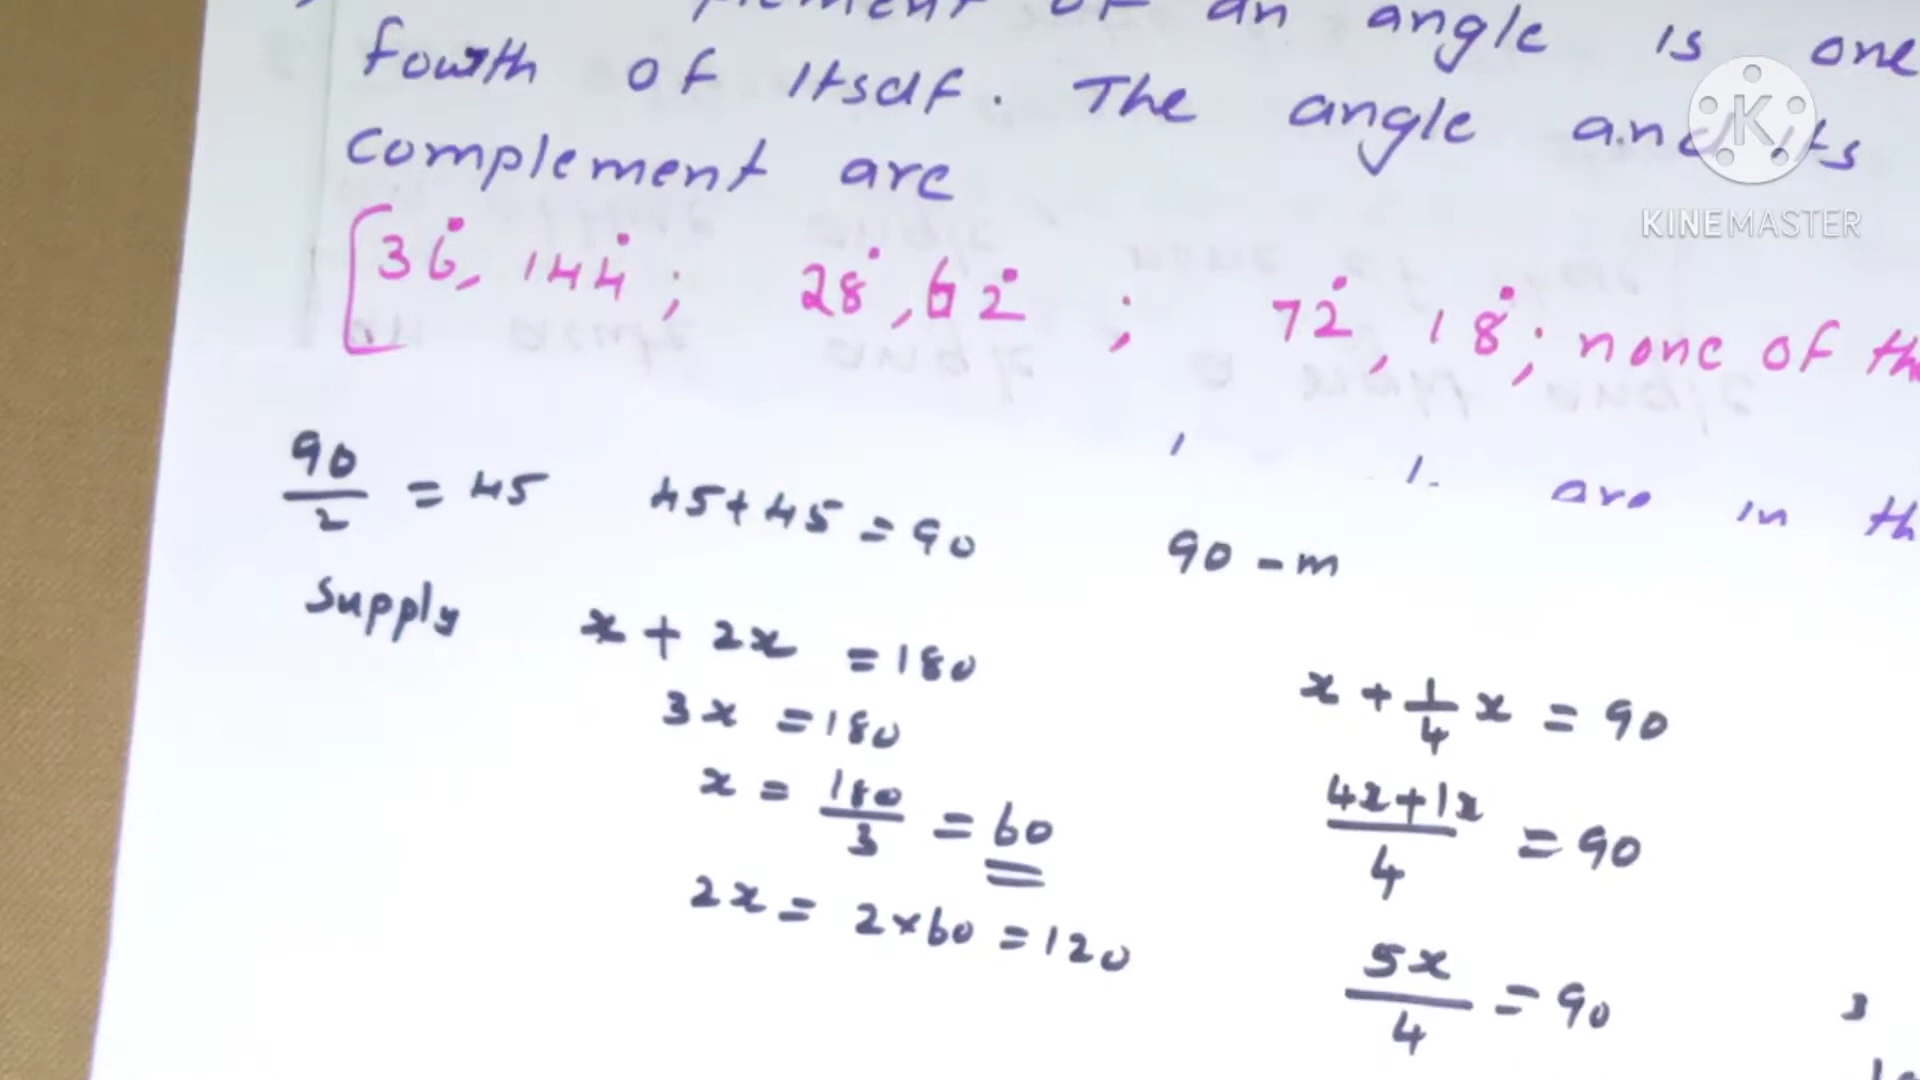 of an angle is one
fourth of Itself. The angle and its
complement are
[36°, 144°; 28°, 62°; 72°, 18°; none of
90/2 = 45 45+45 = 90 90 - m
are in
Supply x + 2x = 180
3x = 180
x = 180/3 = 60
2x = 2×60 = 120
x + 1/4 x = 90
4x+1x/4 = 90
5x/4 = 90
KINEMASTER